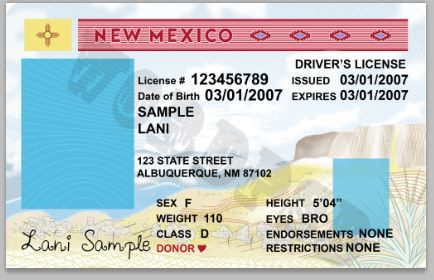 NEW MEXICO
DRIVER'S LICENSE
License # 123456789 ISSUED 03/01/2007
Date of Birth 03/01/2007 EXPIRES 03/01/2007
SAMPLE
LANI
123 STATE STREET
ALBUQUERQUE, NM 87102
SEX F HEIGHT 5'04"
WEIGHT 110 EYES BRO
CLASS D ENDORSEMENTS NONE
DONOR ♥ RESTRICTIONS NONE
Lani Sample